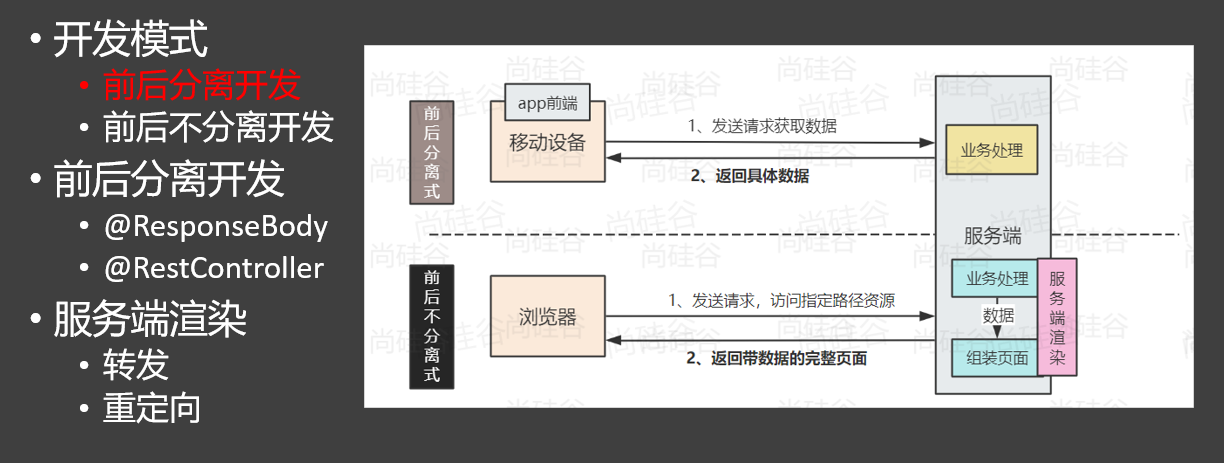 • 开发模式
• 前后分离开发
• 前后不分离开发
• 前后分离开发
• @ResponseBody
• @RestController
• 服务端渲染
• 转发
• 重定向
前后分离式
app前端
移动设备
1、发送请求获取数据
2、返回具体数据
业务处理
服务端
前后不分离式
浏览器
1、发送请求，访问指定路径资源
2、返回带数据的完整页面
业务处理
数据
组装页面
服务端渲染
尚硅谷